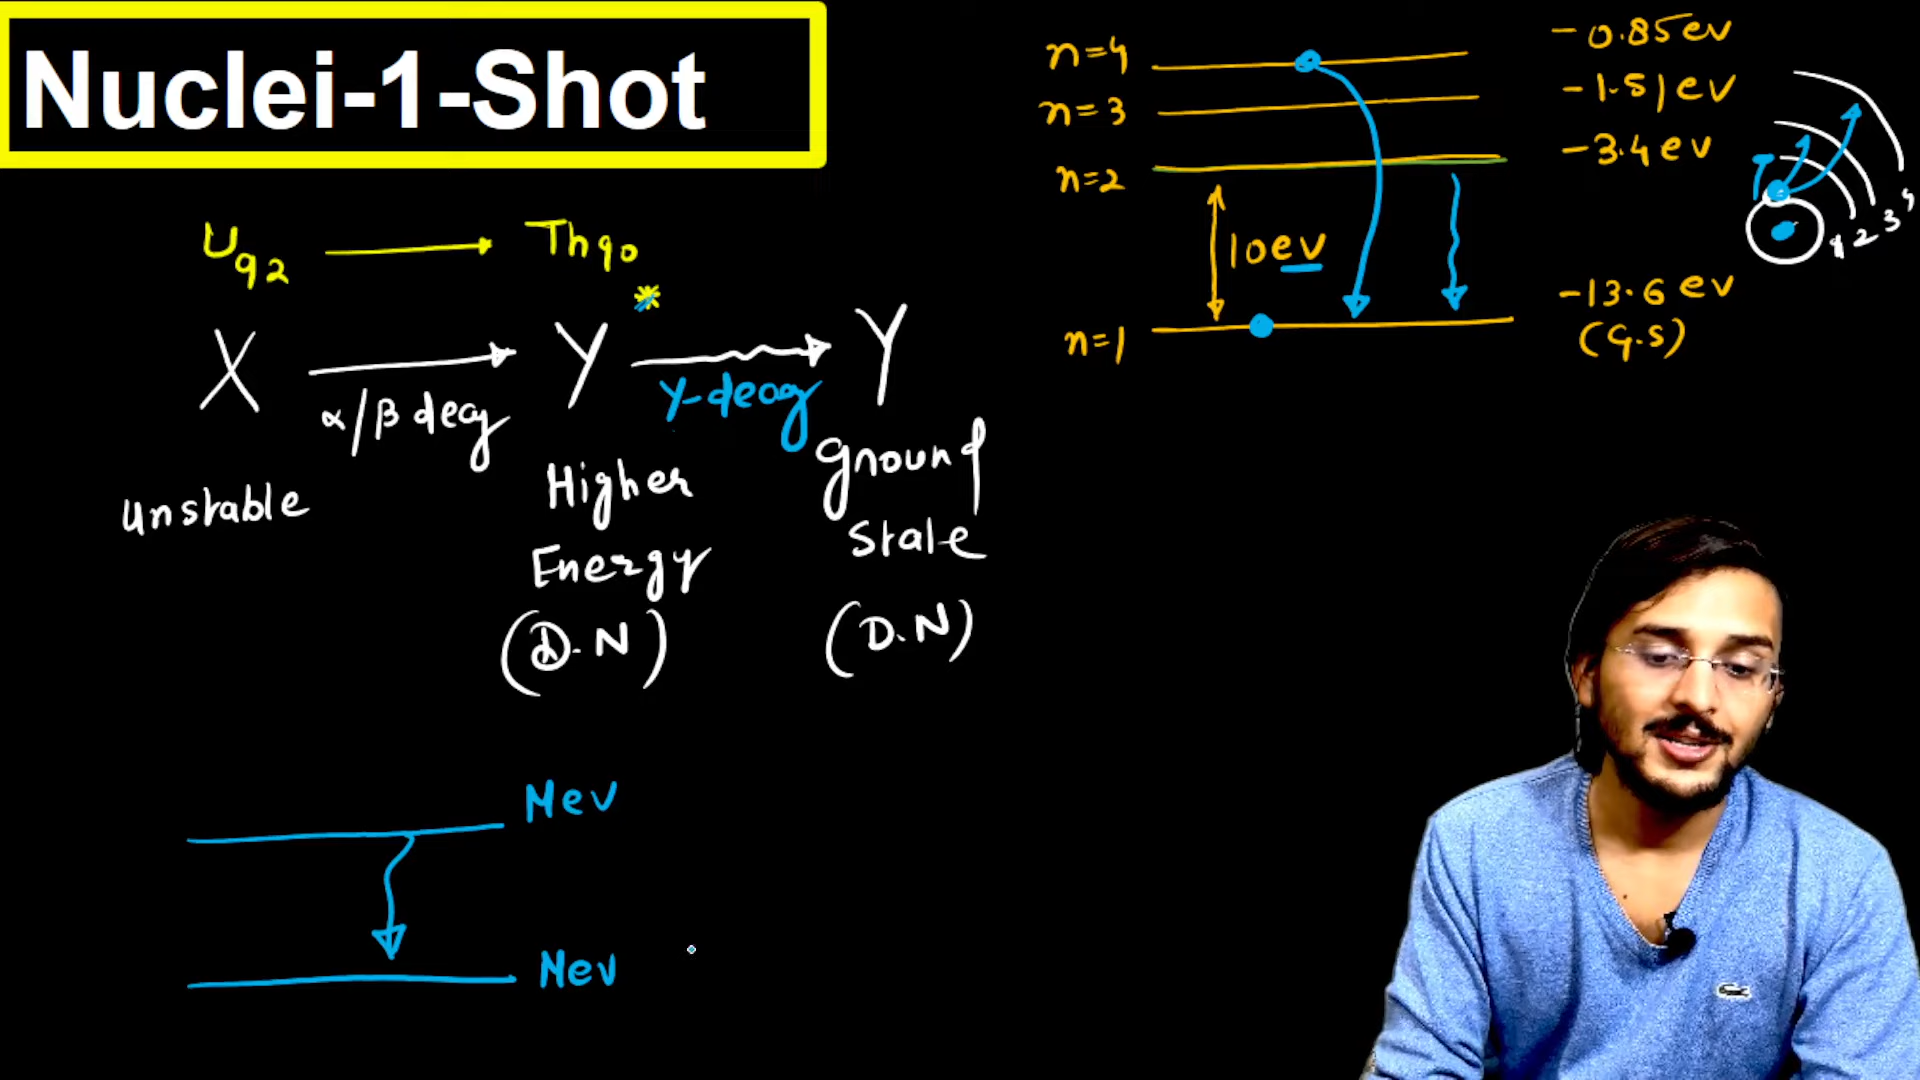 Nuclei-1-Shot
U92 → Th90
X → Y* → Y
α/β decy
γ-decay
unstable
Higher
Energy
(D.N)
ground
state
(D.N)
Mev
Mev
n=4 -0.85ev
n=3 -1.51ev
n=2 -3.4ev
10ev
n=1 -13.6ev
(G.S)
1 2 3 4